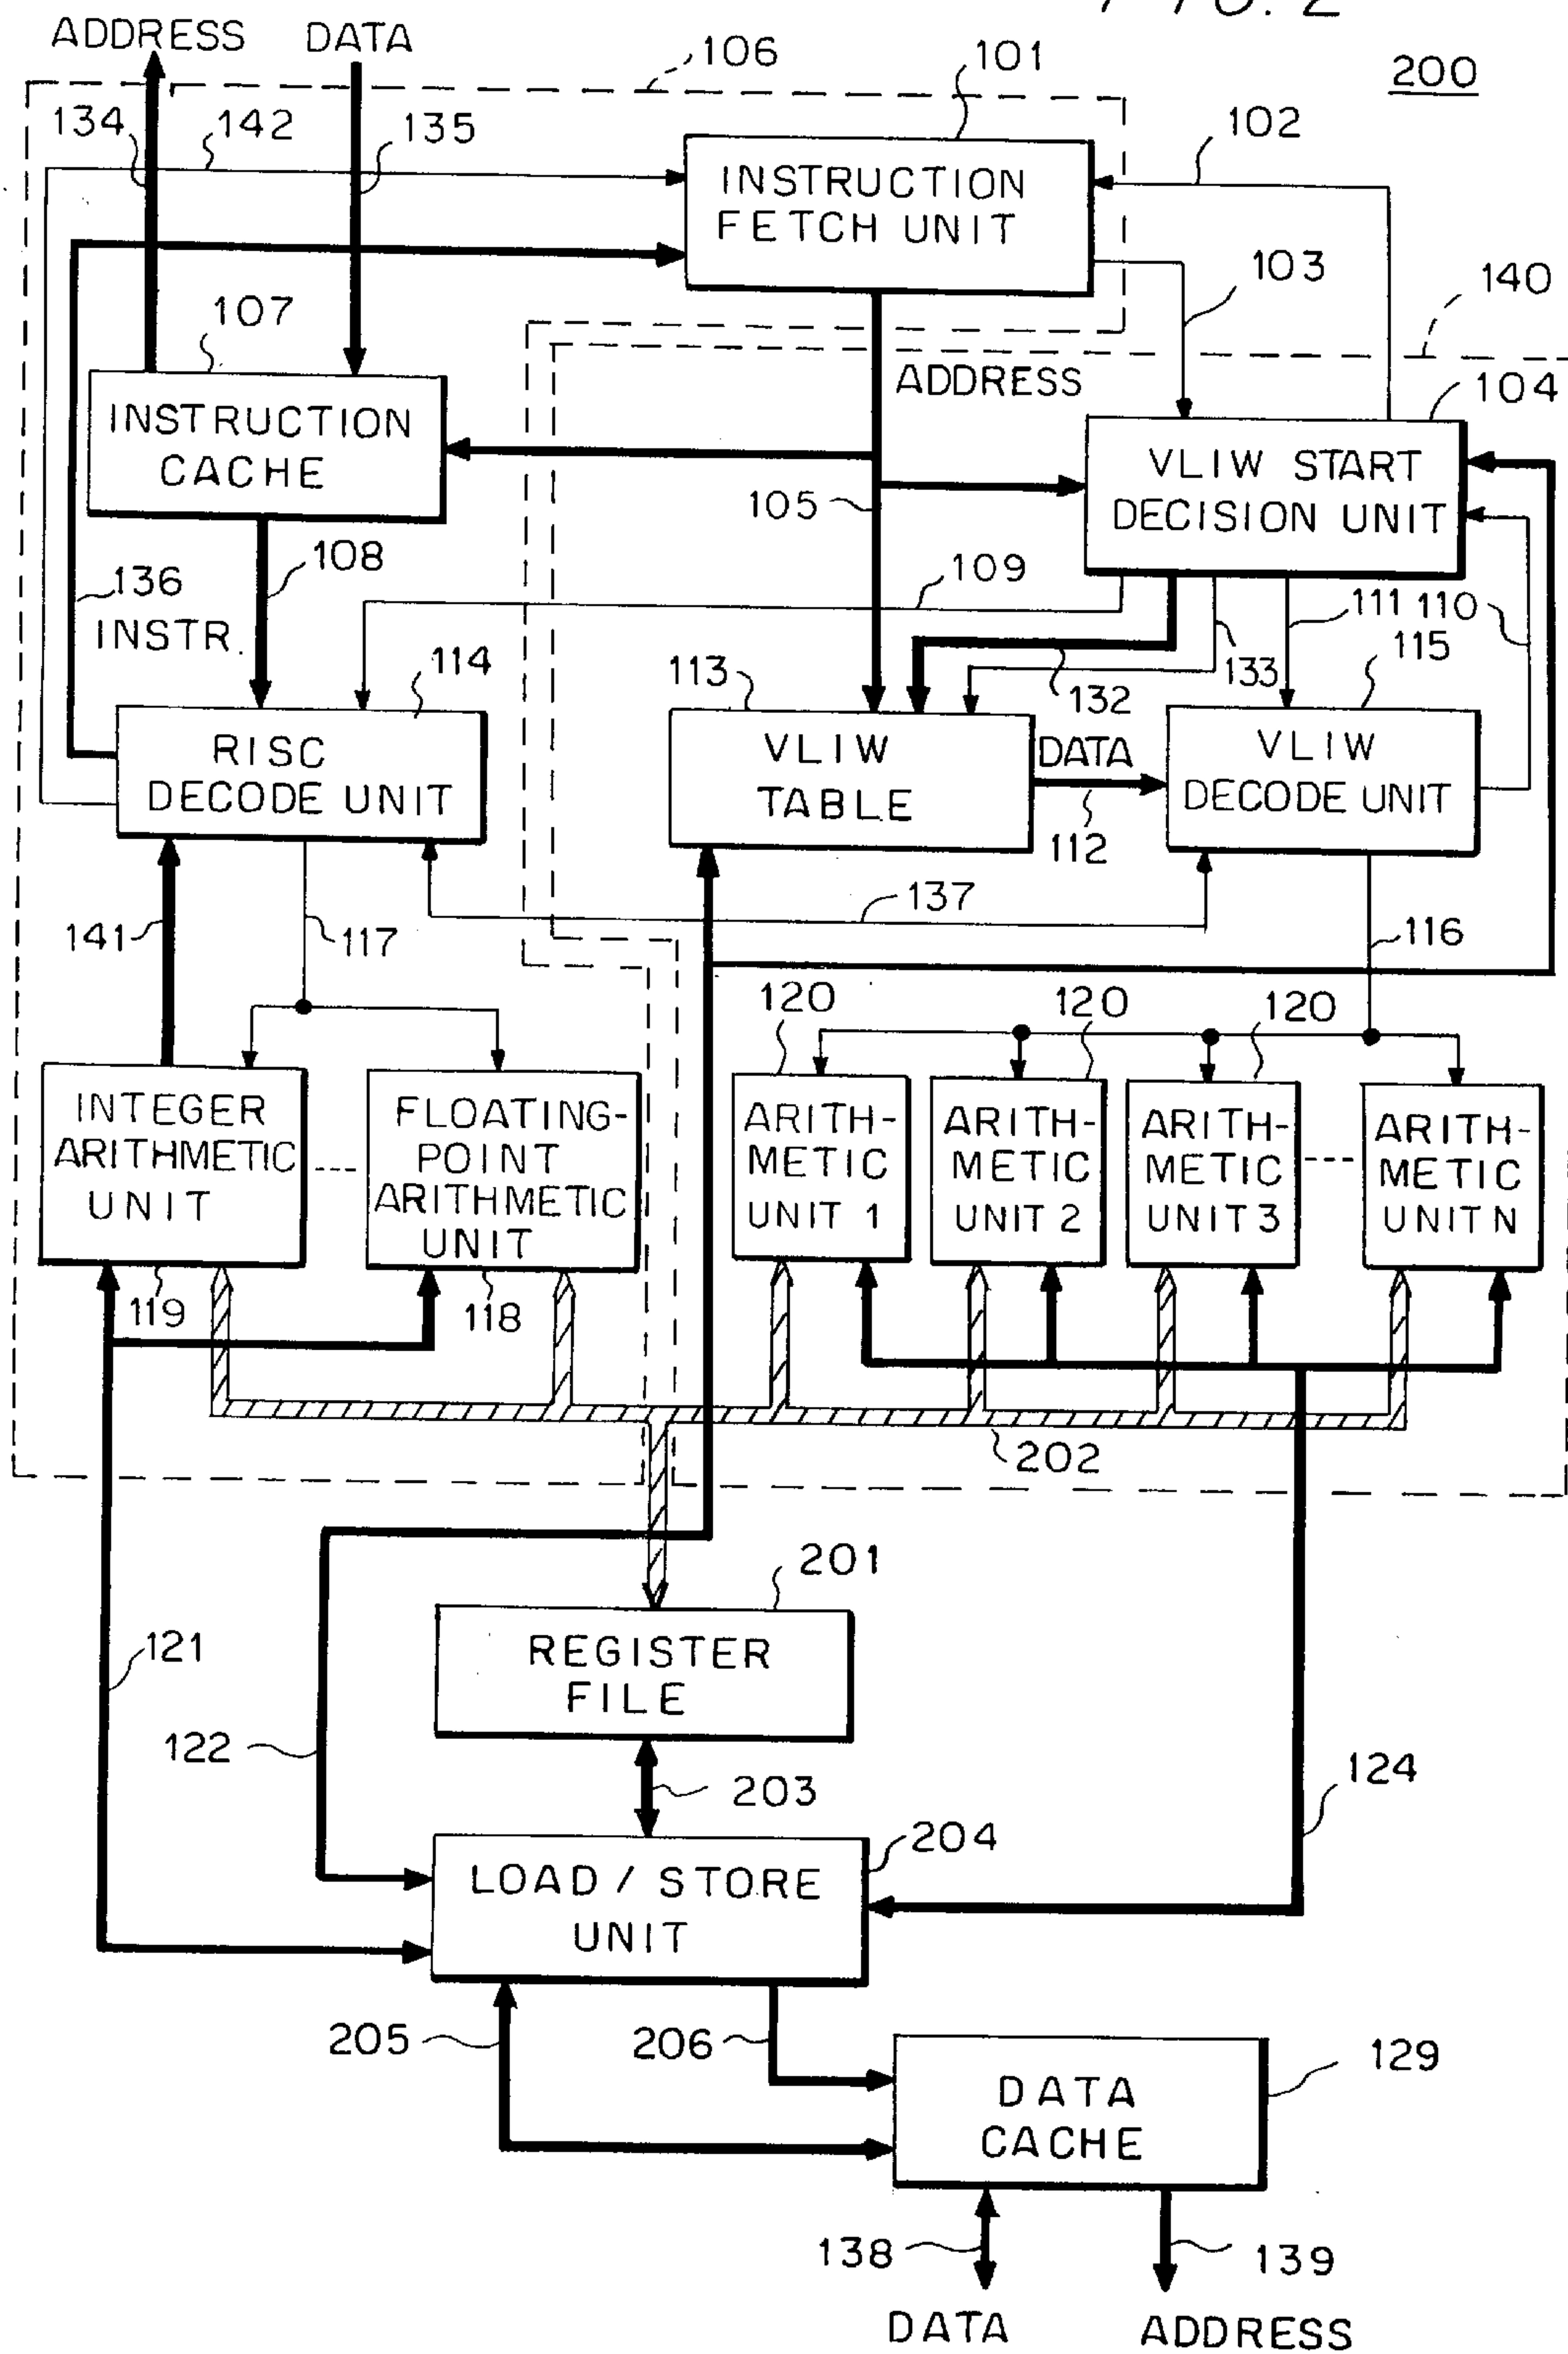 FIG. 2
ADDRESS DATA
106
101
200
134
142
135
102
INSTRUCTION
FETCH UNIT
103
140
107
ADDRESS
104
INSTRUCTION
CACHE
VLIW START
DECISION UNIT
105
108
109
136
INSTR.
111
110
114
113
133
115
132
RISC
DECODE UNIT
VLIW
TABLE
DATA
VLIW
DECODE UNIT
112
137
141
117
116
120
120
120
INTEGER
ARITHMETIC
UNIT
---
FLOATING-
POINT
ARITHMETIC
UNIT
ARITH-
METIC
UNIT 1
ARITH-
METIC
UNIT 2
ARITH-
METIC
UNIT 3
---
ARITH-
METIC
UNIT N
119
118
202
201
REGISTER
FILE
121
122
203
124
204
LOAD / STORE
UNIT
205
206
129
DATA
CACHE
138
139
DATA
ADDRESS